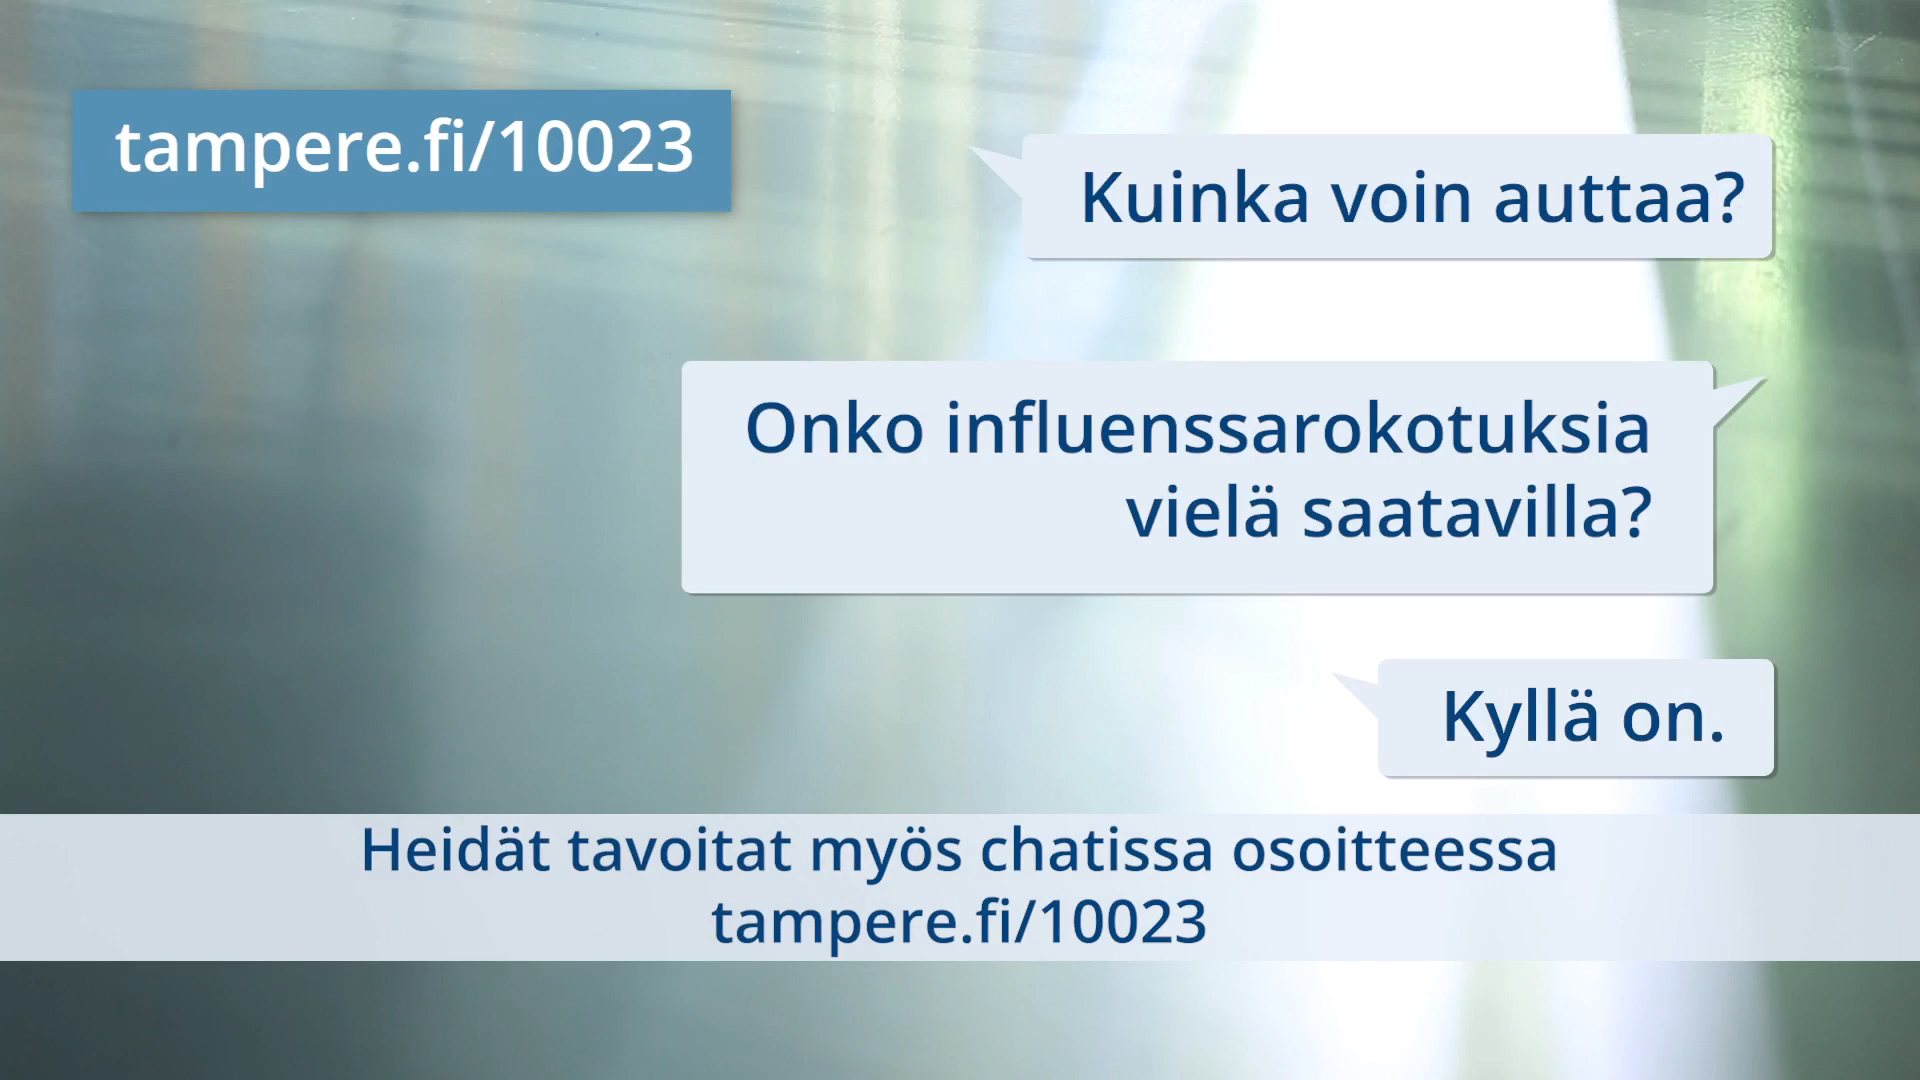 tampere.fi/10023
Kuinka voin auttaa?
Onko influenssarokotuksia
vielä saatavilla?
Kyllä on.
Heidät tavoitat myös chatissa osoitteessa
tampere.fi/10023